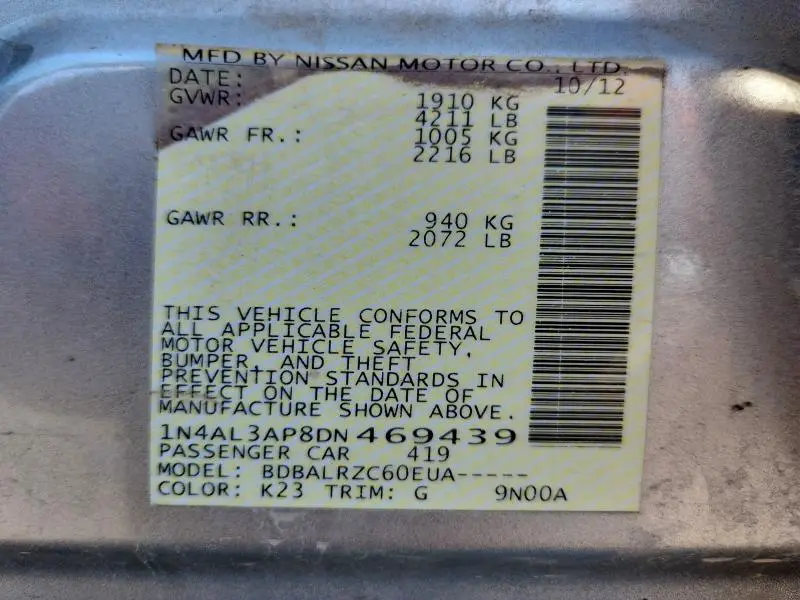 MFD BY NISSAN MOTOR CO., LTD.
DATE: 10/12
GVWR: 1910 KG
4211 LB
GAWR FR.: 1005 KG
2216 LB
GAWR RR.: 940 KG
2072 LB
THIS VEHICLE CONFORMS TO
ALL APPLICABLE FEDERAL
MOTOR VEHICLE SAFETY,
BUMPER, AND THEFT
PREVENTION STANDARDS IN
EFFECT ON THE DATE OF
MANUFACTURE SHOWN ABOVE.
1N4AL3AP8DN469439
PASSENGER CAR 419
MODEL: BDBALRZC60EUA-----
COLOR: K23 TRIM: G 9N00A